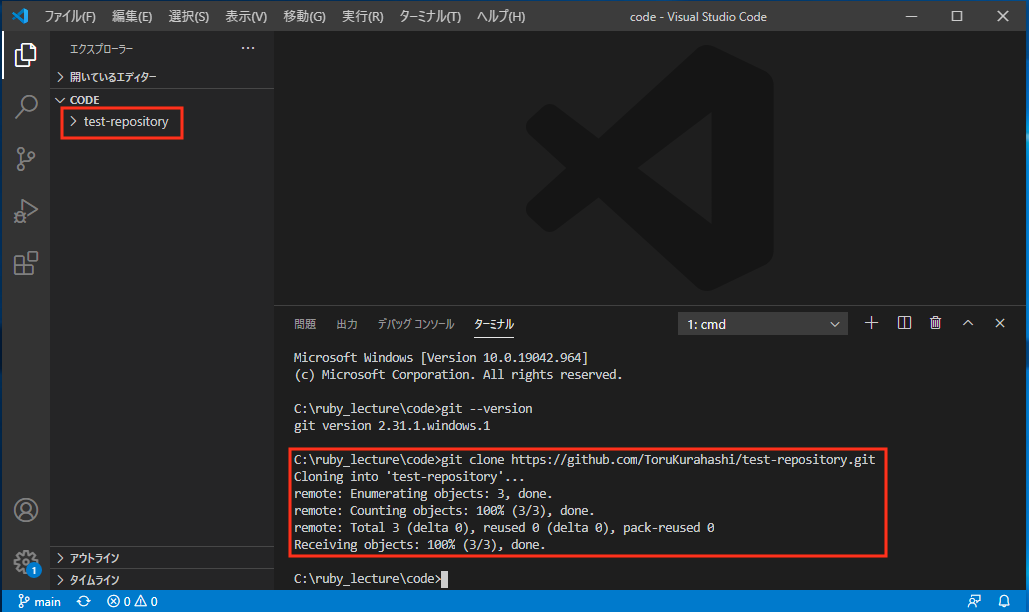 ファイル(F) 編集(E) 選択(S) 表示(V) 移動(G) 実行(R) ターミナル(T) ヘルプ(H) code - Visual Studio Code
エクスプローラー
開いているエディター
CODE
test-repository
問題 出力 デバッグ コンソール ターミナル 1: cmd
Microsoft Windows [Version 10.0.19042.964]
(c) Microsoft Corporation. All rights reserved.
C:\ruby_lecture\code>git --version
git version 2.31.1.windows.1
C:\ruby_lecture\code>git clone https://github.com/ToruKurahashi/test-repository.git
Cloning into 'test-repository'...
remote: Enumerating objects: 3, done.
remote: Counting objects: 100% (3/3), done.
remote: Total 3 (delta 0), reused 0 (delta 0), pack-reused 0
Receiving objects: 100% (3/3), done.
C:\ruby_lecture\code>
アウトライン
タイムライン
1
main 0 0